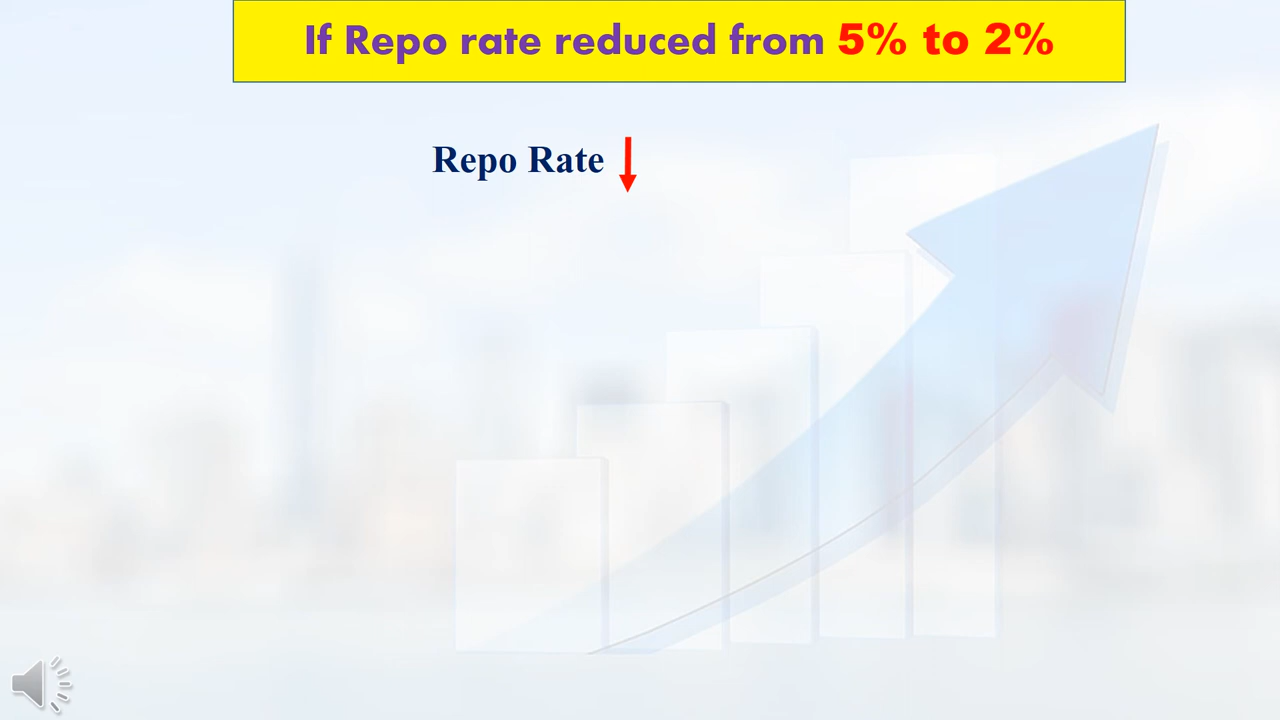 If Repo rate reduced from 5% to 2%
Repo Rate